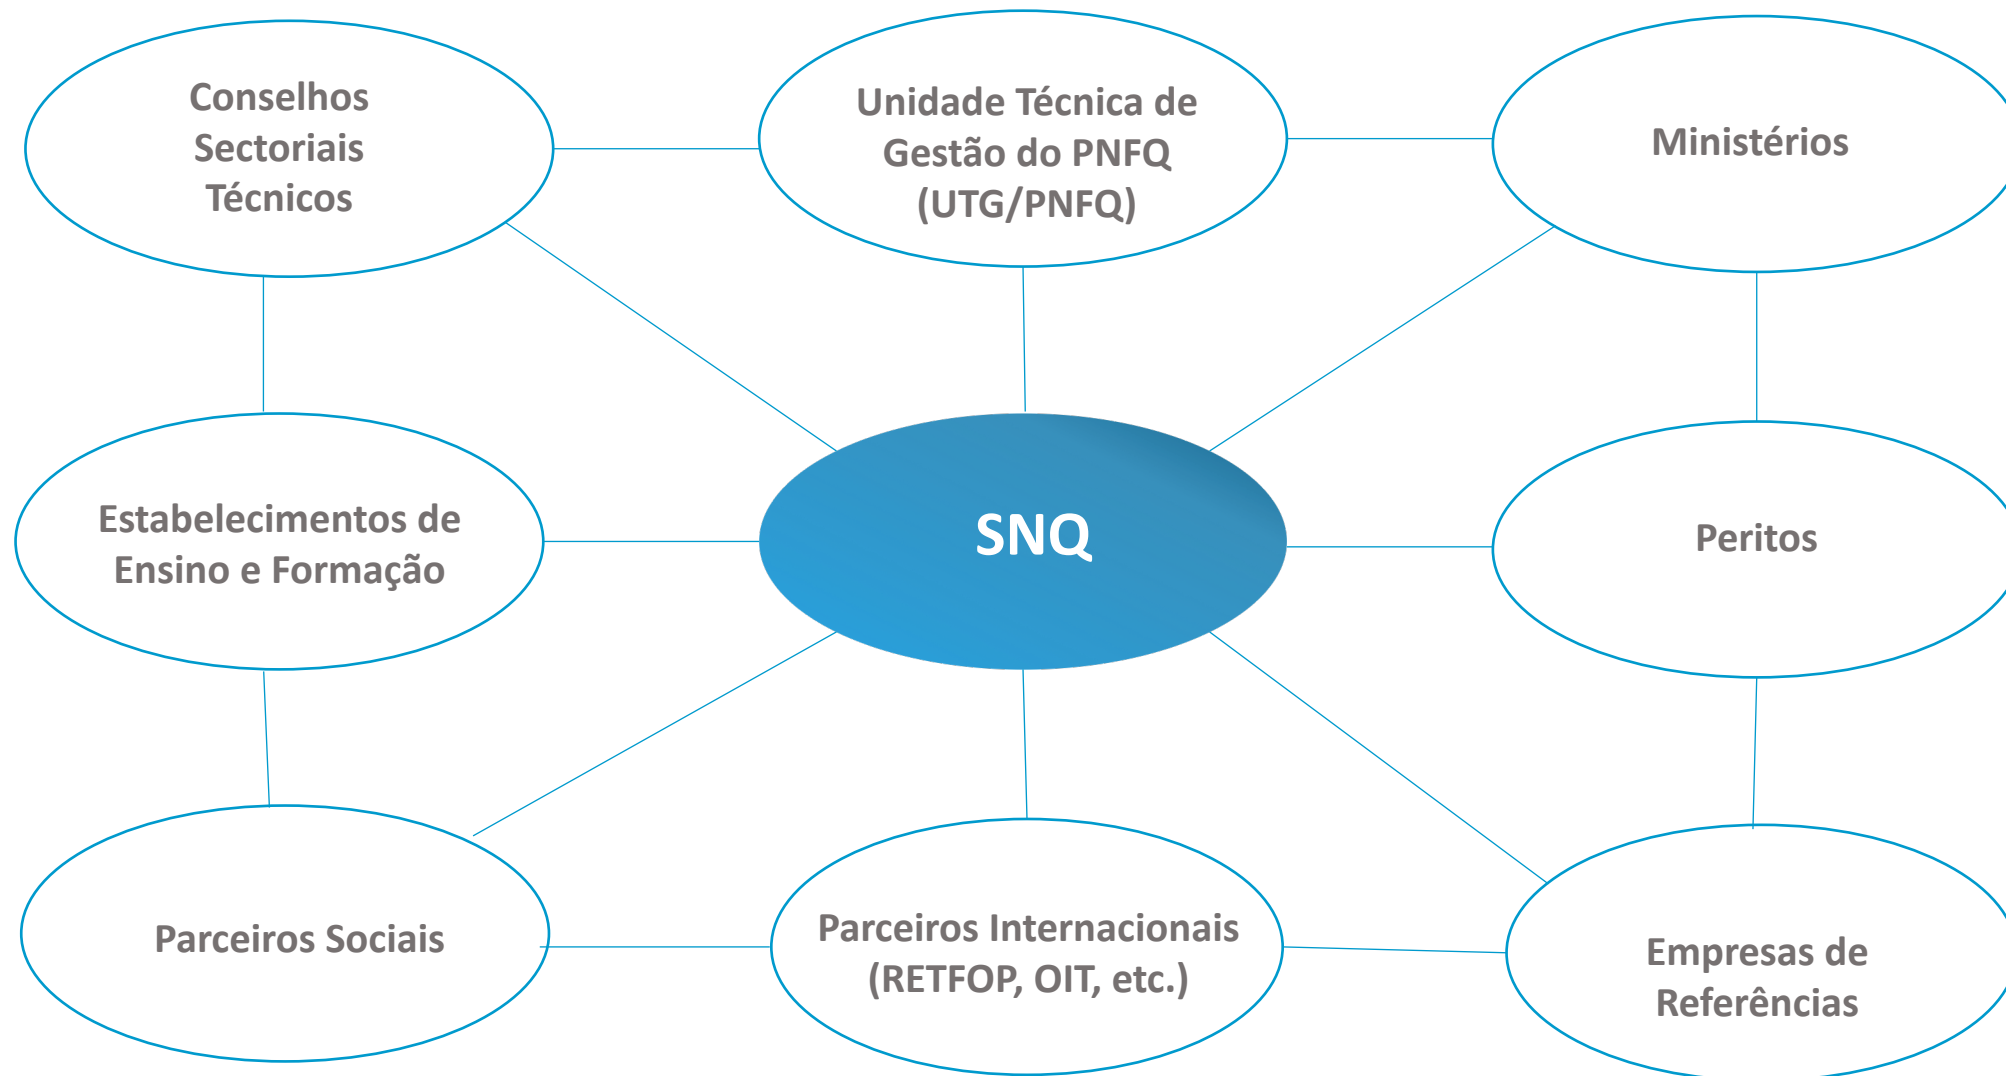 Conselhos
Sectoriais
Técnicos
Unidade Técnica de
Gestão do PNFQ
(UTG/PNFQ)
Ministérios
Estabelecimentos de
Ensino e Formação
SNQ
Peritos
Parceiros Sociais
Parceiros Internacionais
(RETFOP, OIT, etc.)
Empresas de
Referências